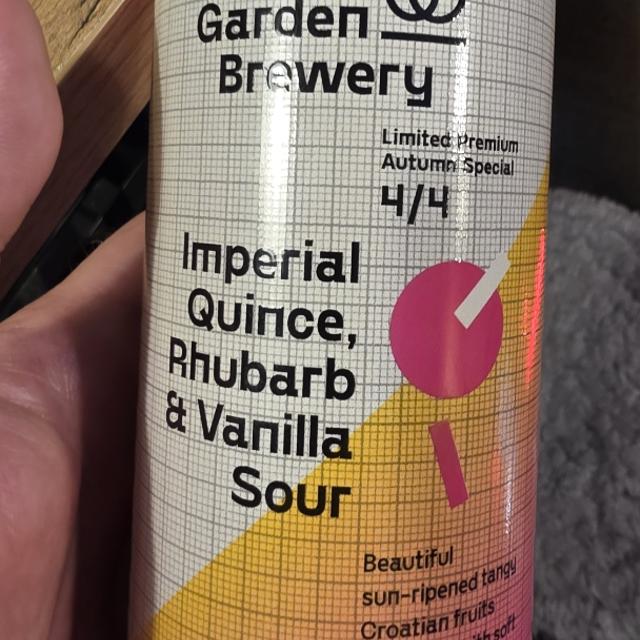 Garden
Brewery
Limited Premium
Autumn Special
4/4
Imperial
Quince,
Rhubarb
& Vanilla
Sour
Beautiful
sun-ripened tangy
Croatian fruits
soft